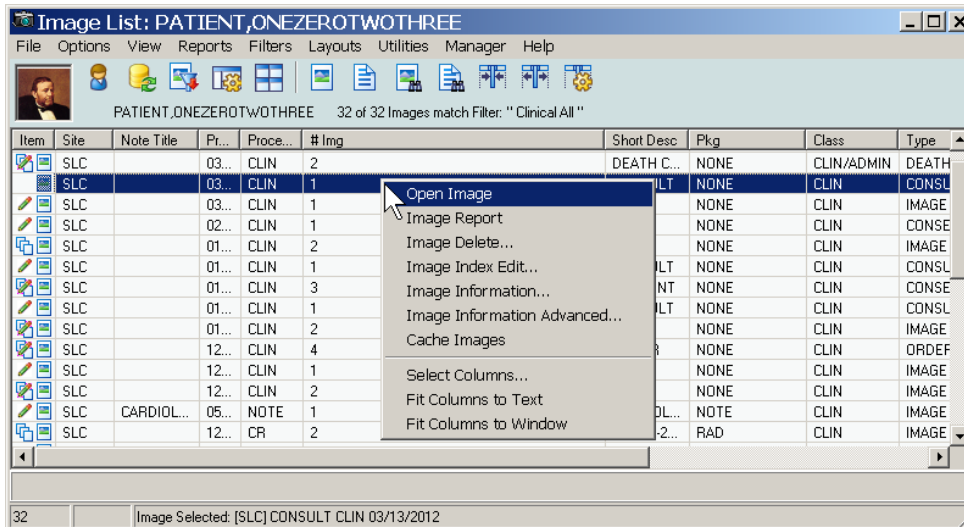 Image List: PATIENT,ONEZEROTWOTHREE
File Options View Reports Filters Layouts Utilities Manager Help
PATIENT,ONEZEROTWOTHREE 32 of 32 Images match Filter: " Clinical All "
Item Site Note Title Pr... Proce... # Img Short Desc Pkg Class Type
SLC 03... CLIN 2 DEATH C... NONE CLIN/ADMIN DEATH
SLC 03... CLIN 1 ULT NONE CLIN CONSU
SLC 03... CLIN 1 NONE CLIN IMAGE
SLC 02... CLIN 1 NONE CLIN CONSE
SLC 01... CLIN 2 NONE CLIN IMAGE
SLC 01... CLIN 1 ULT NONE CLIN CONSU
SLC 01... CLIN 3 NT NONE CLIN CONSE
SLC 01... CLIN 1 ULT NONE CLIN CONSU
SLC 01... CLIN 2 NONE CLIN IMAGE
SLC 12... CLIN 4 R NONE CLIN ORDER
SLC 12... CLIN 1 NONE CLIN IMAGE
SLC 12... CLIN 2 NONE CLIN IMAGE
SLC CARDIOL... 05... NOTE 1 OL... NOTE CLIN IMAGE
SLC 12... CR 2 -2... RAD CLIN IMAGE
Open Image
Image Report
Image Delete...
Image Index Edit...
Image Information...
Image Information Advanced...
Cache Images
Select Columns...
Fit Columns to Text
Fit Columns to Window
32 Image Selected: [SLC] CONSULT CLIN 03/13/2012